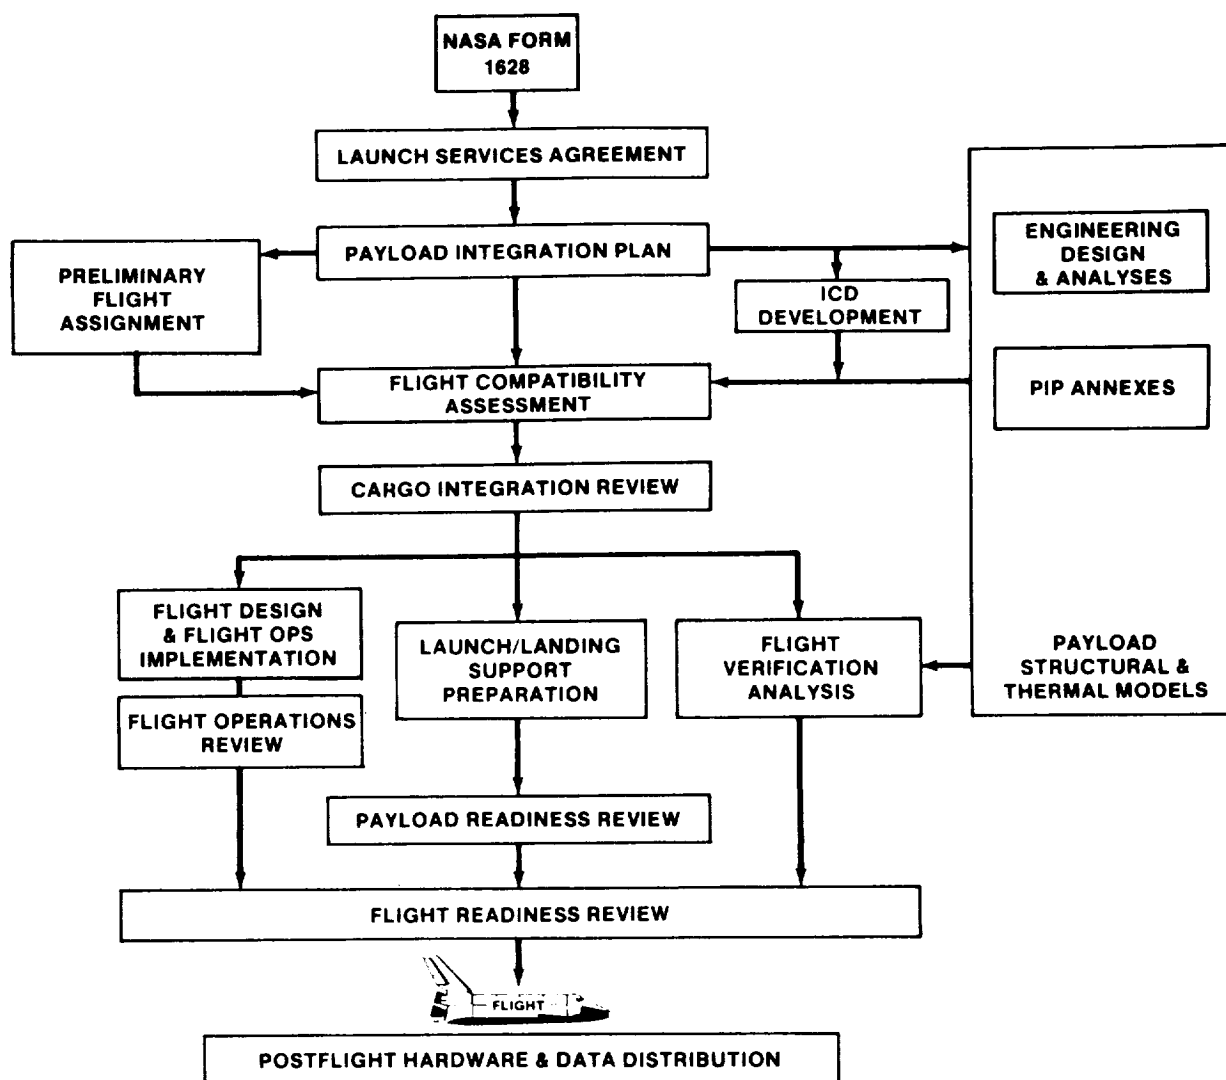 NASA FORM
1628
LAUNCH SERVICES AGREEMENT
PAYLOAD INTEGRATION PLAN
PRELIMINARY
FLIGHT
ASSIGNMENT
ENGINEERING
DESIGN
& ANALYSES
ICD
DEVELOPMENT
FLIGHT COMPATIBILITY
ASSESSMENT
PIP ANNEXES
CARGO INTEGRATION REVIEW
FLIGHT DESIGN
& FLIGHT OPS
IMPLEMENTATION
LAUNCH/LANDING
SUPPORT
PREPARATION
FLIGHT
VERIFICATION
ANALYSIS
PAYLOAD
STRUCTURAL &
THERMAL MODELS
FLIGHT OPERATIONS
REVIEW
PAYLOAD READINESS REVIEW
FLIGHT READINESS REVIEW
FLIGHT
POSTFLIGHT HARDWARE & DATA DISTRIBUTION